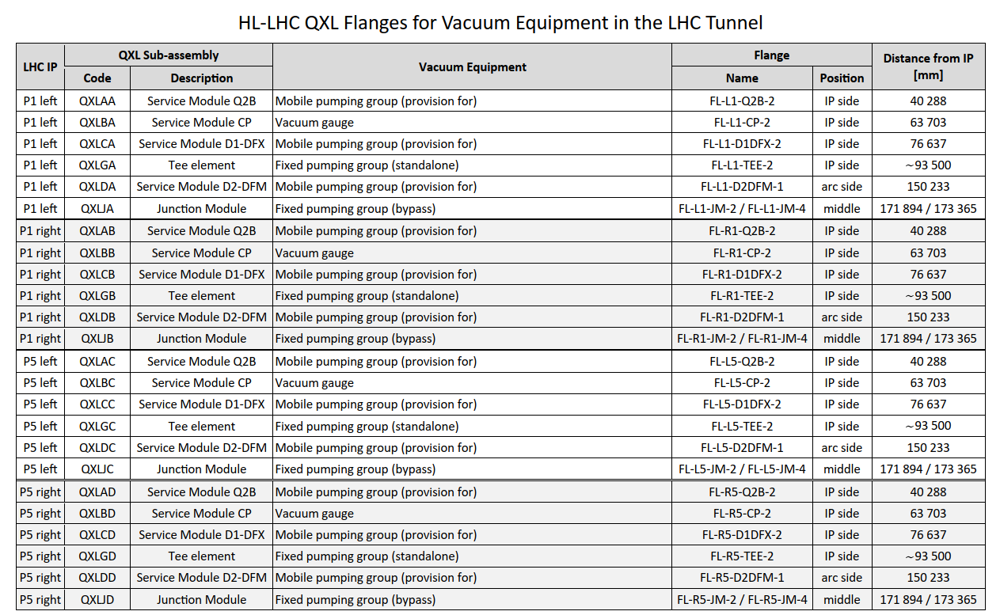 HL-LHC QXL Flanges for Vacuum Equipment in the LHC Tunnel
LHC IP QXL Sub-assembly Vacuum Equipment Flange Distance from IP [mm]
Code Description Name Position
P1 left QXLAA Service Module Q2B Mobile pumping group (provision for) FL-L1-Q2B-2 IP side 40 288
P1 left QXLBA Service Module CP Vacuum gauge FL-L1-CP-2 IP side 63 703
P1 left QXLCA Service Module D1-DFX Mobile pumping group (provision for) FL-L1-D1DFX-2 IP side 76 637
P1 left QXLGA Tee element Fixed pumping group (standalone) FL-L1-TEE-2 IP side ~93 500
P1 left QXLDA Service Module D2-DFM Mobile pumping group (provision for) FL-L1-D2DFM-1 arc side 150 233
P1 left QXLJA Junction Module Fixed pumping group (bypass) FL-L1-JM-2 / FL-L1-JM-4 middle 171 894 / 173 365
P1 right QXLAB Service Module Q2B Mobile pumping group (provision for) FL-R1-Q2B-2 IP side 40 288
P1 right QXLBB Service Module CP Vacuum gauge FL-R1-CP-2 IP side 63 703
P1 right QXLCB Service Module D1-DFX Mobile pumping group (provision for) FL-R1-D1DFX-2 IP side 76 637
P1 right QXLGB Tee element Fixed pumping group (standalone) FL-R1-TEE-2 IP side ~93 500
P1 right QXLDB Service Module D2-DFM Mobile pumping group (provision for) FL-R1-D2DFM-1 arc side 150 233
P1 right QXLJB Junction Module Fixed pumping group (bypass) FL-R1-JM-2 / FL-R1-JM-4 middle 171 894 / 173 365
P5 left QXLAC Service Module Q2B Mobile pumping group (provision for) FL-L5-Q2B-2 IP side 40 288
P5 left QXLBC Service Module CP Vacuum gauge FL-L5-CP-2 IP side 63 703
P5 left QXLCC Service Module D1-DFX Mobile pumping group (provision for) FL-L5-D1DFX-2 IP side 76 637
P5 left QXLGC Tee element Fixed pumping group (standalone) FL-L5-TEE-2 IP side ~93 500
P5 left QXLDC Service Module D2-DFM Mobile pumping group (provision for) FL-L5-D2DFM-1 arc side 150 233
P5 left QXLJC Junction Module Fixed pumping group (bypass) FL-L5-JM-2 / FL-L5-JM-4 middle 171 894 / 173 365
P5 right QXLAD Service Module Q2B Mobile pumping group (provision for) FL-R5-Q2B-2 IP side 40 288
P5 right QXLBD Service Module CP Vacuum gauge FL-R5-CP-2 IP side 63 703
P5 right QXLCD Service Module D1-DFX Mobile pumping group (provision for) FL-R5-D1DFX-2 IP side 76 637
P5 right QXLGD Tee element Fixed pumping group (standalone) FL-R5-TEE-2 IP side ~93 500
P5 right QXLDD Service Module D2-DFM Mobile pumping group (provision for) FL-R5-D2DFM-1 arc side 150 233
P5 right QXLJD Junction Module Fixed pumping group (bypass) FL-R5-JM-2 / FL-R5-JM-4 middle 171 894 / 173 365